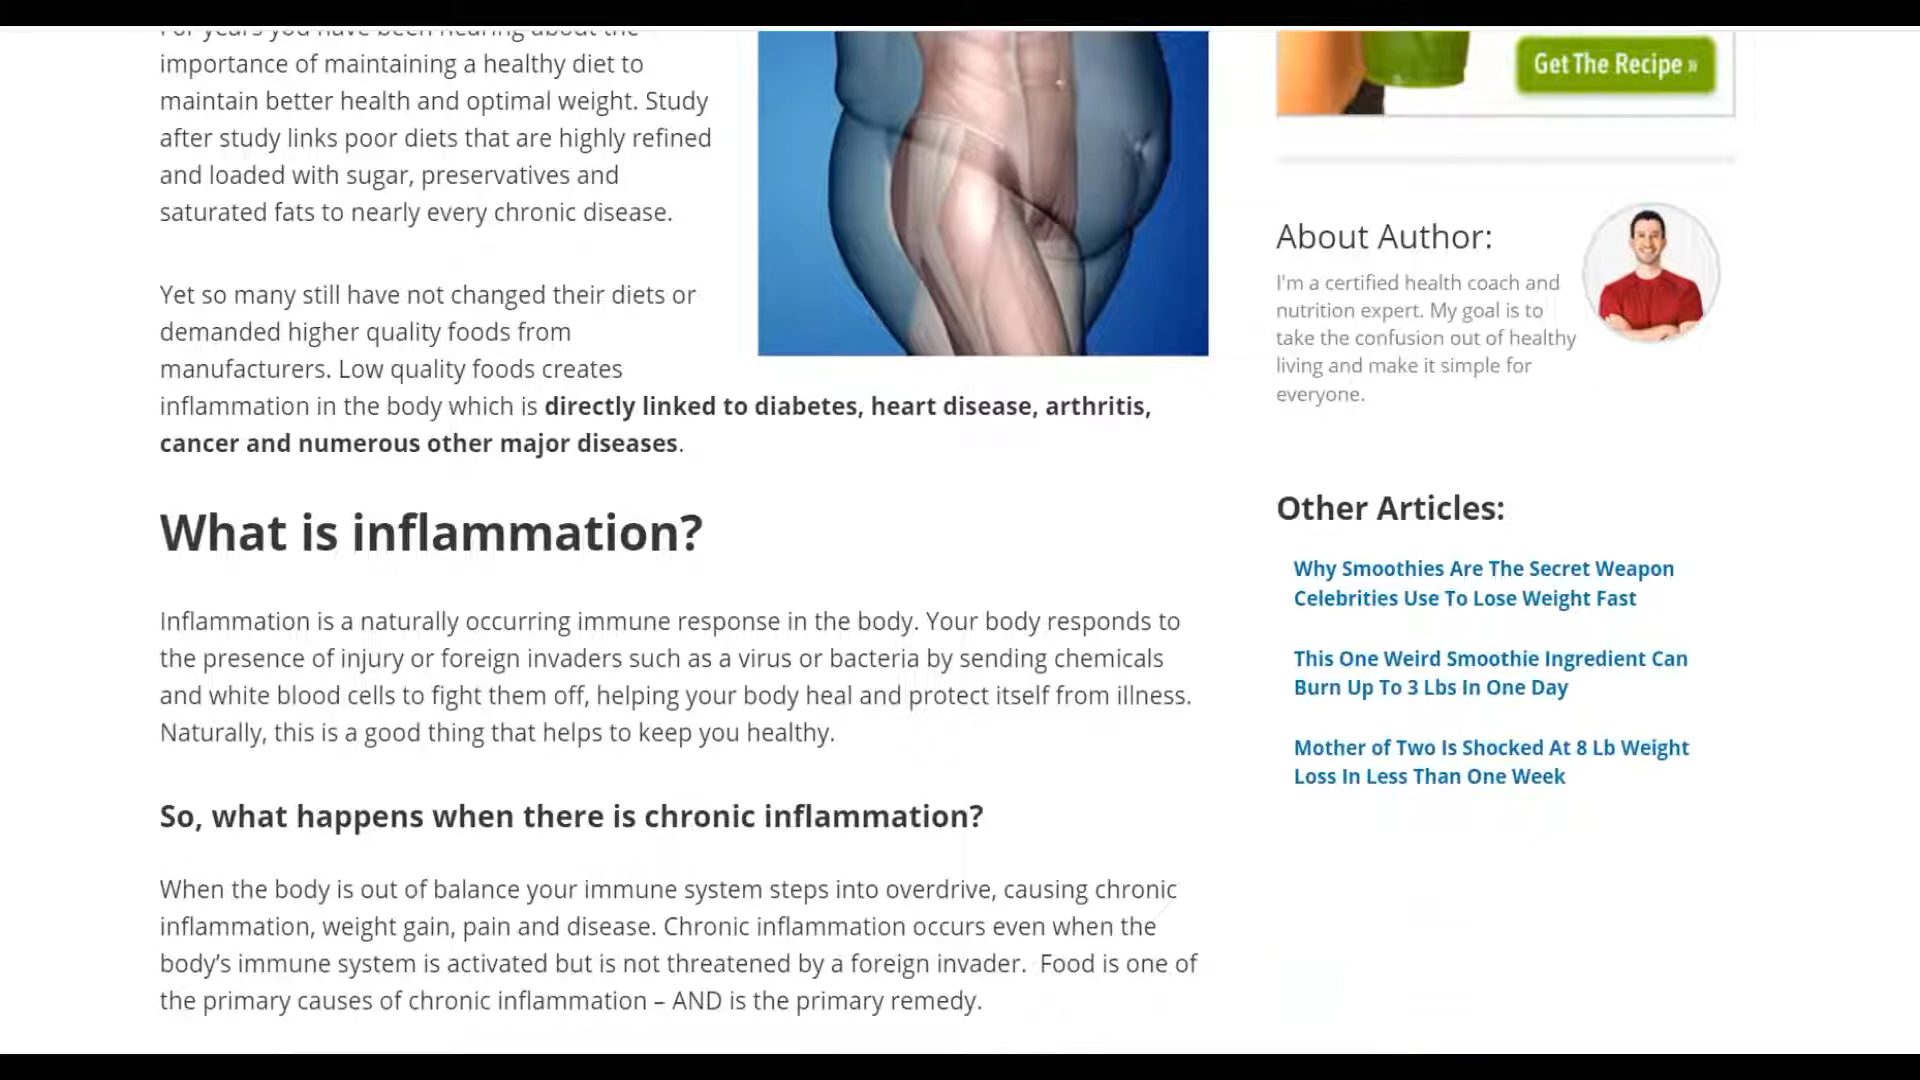 For years you have been hearing about the
importance of maintaining a healthy diet to
maintain better health and optimal weight. Study
after study links poor diets that are highly refined
and loaded with sugar, preservatives and
saturated fats to nearly every chronic disease.
Yet so many still have not changed their diets or
demanded higher quality foods from
manufacturers. Low quality foods creates
inflammation in the body which is directly linked to diabetes, heart disease, arthritis,
cancer and numerous other major diseases.
What is inflammation?
Inflammation is a naturally occurring immune response in the body. Your body responds to
the presence of injury or foreign invaders such as a virus or bacteria by sending chemicals
and white blood cells to fight them off, helping your body heal and protect itself from illness.
Naturally, this is a good thing that helps to keep you healthy.
So, what happens when there is chronic inflammation?
When the body is out of balance your immune system steps into overdrive, causing chronic
inflammation, weight gain, pain and disease. Chronic inflammation occurs even when the
body’s immune system is activated but is not threatened by a foreign invader.  Food is one of
the primary causes of chronic inflammation – AND is the primary remedy.
Get The Recipe »
About Author:
I'm a certified health coach and
nutrition expert. My goal is to
take the confusion out of healthy
living and make it simple for
everyone.
Other Articles:
Why Smoothies Are The Secret Weapon
Celebrities Use To Lose Weight Fast
This One Weird Smoothie Ingredient Can
Burn Up To 3 Lbs In One Day
Mother of Two Is Shocked At 8 Lb Weight
Loss In Less Than One Week